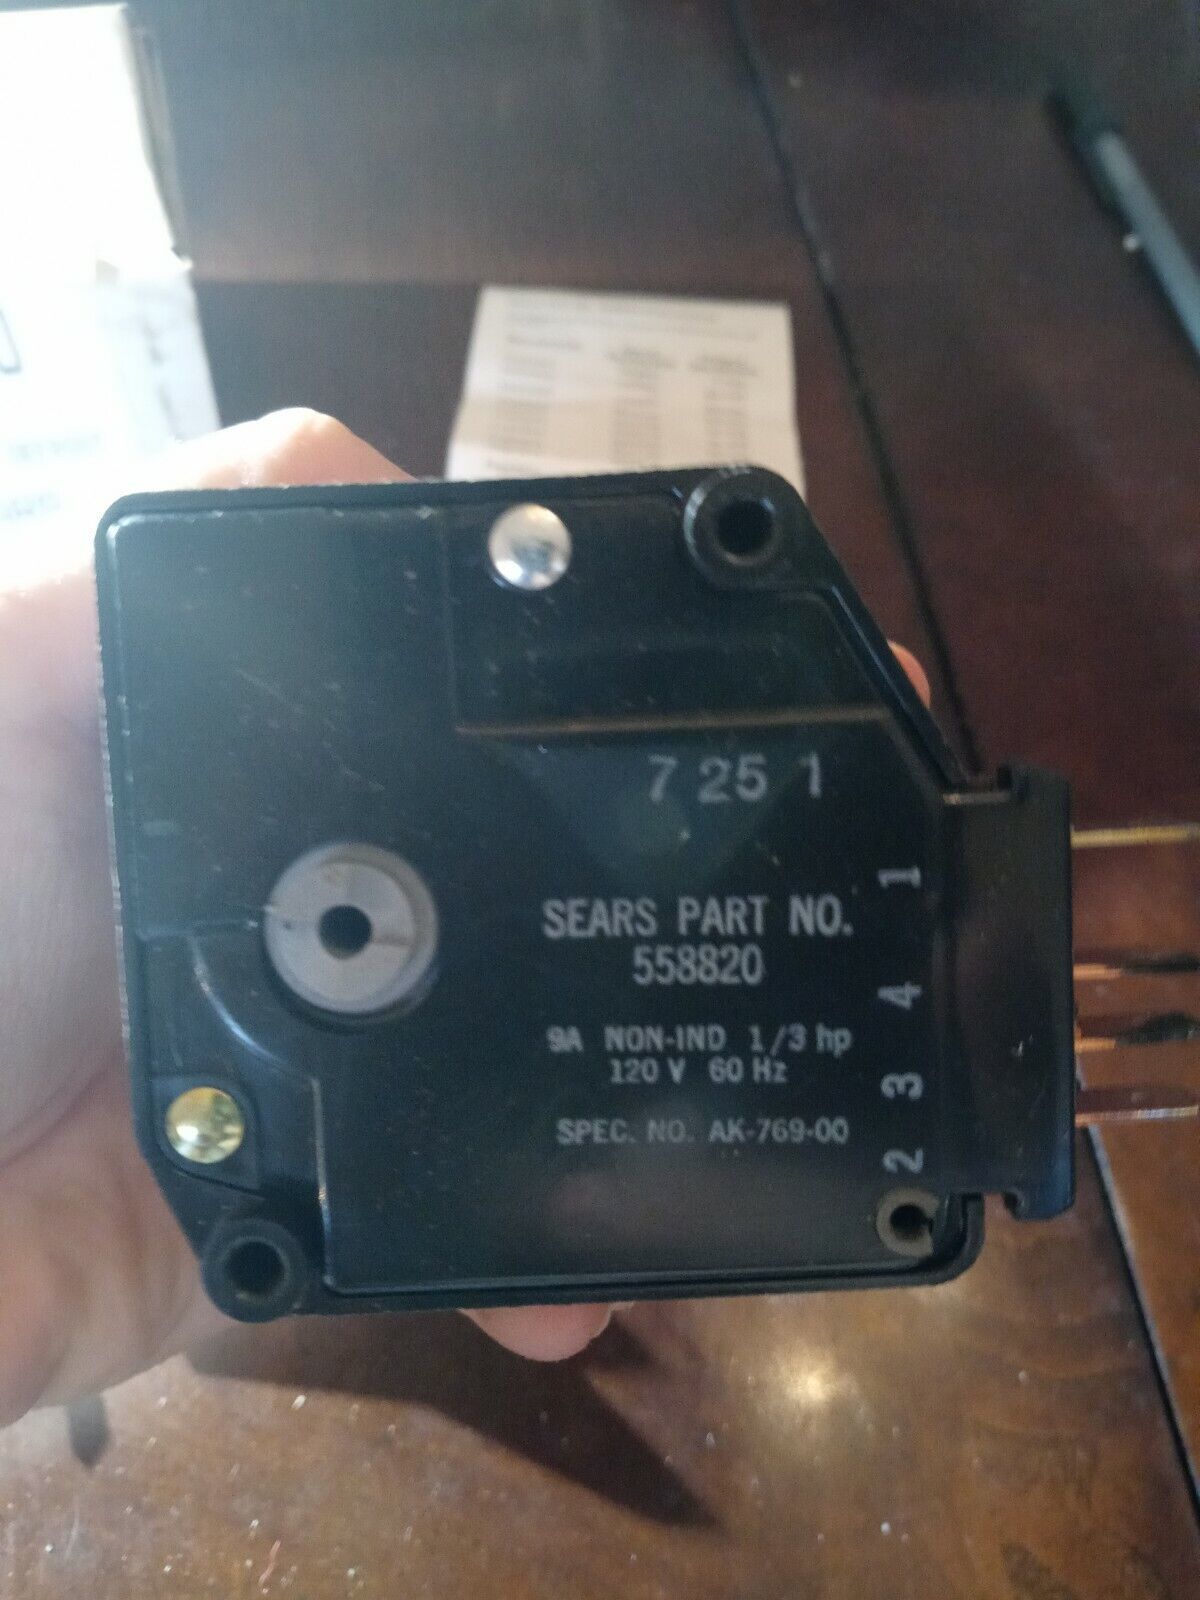 7 25 1
SEARS PART NO.
558820
9A NON-IND 1/3 hp
120 V 60 Hz
SPEC. NO. AK-769-00
1
4
3
2